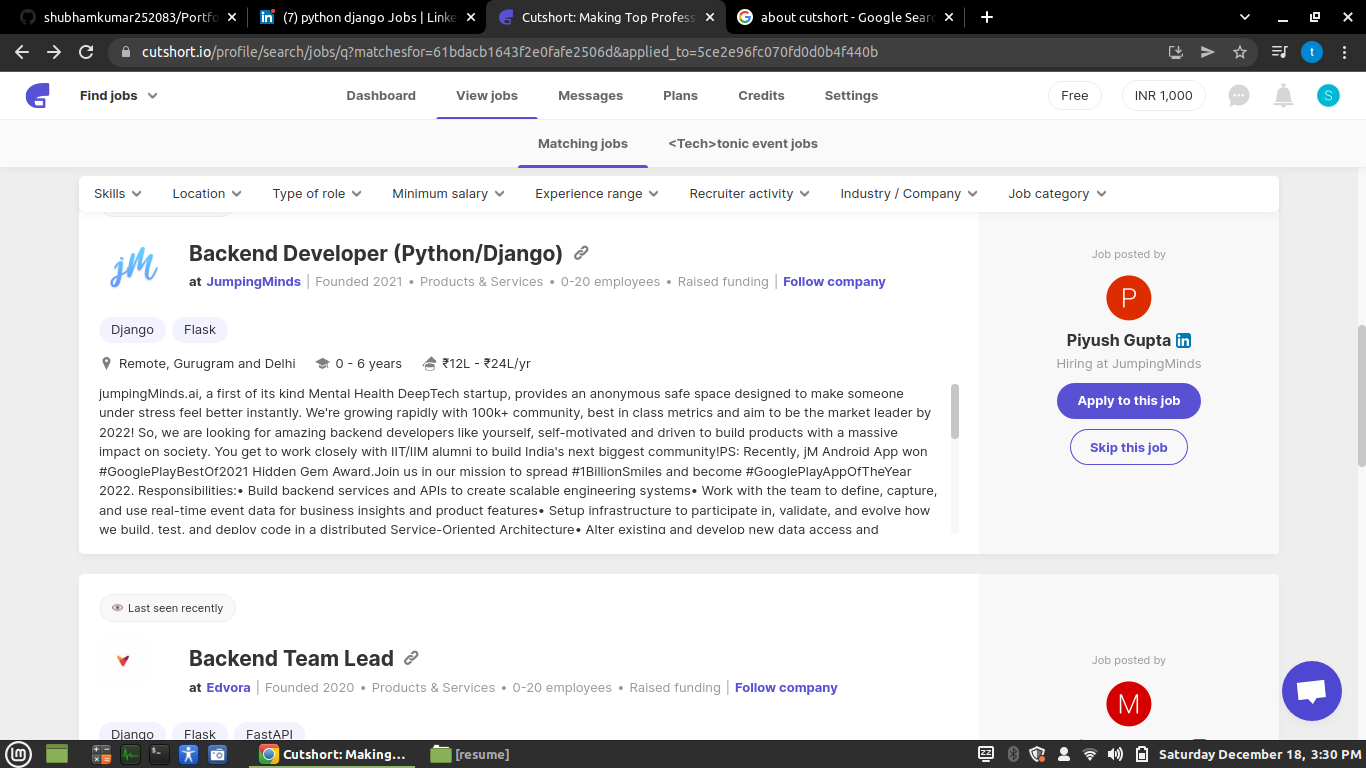 shubhamkumar252083/Portfo
(7) python django Jobs | Linke
Cutshort: Making Top Profess
about cutshort - Google Searc
cutshort.io/profile/search/jobs/q?matchesfor=61bdacb1643f2e0fafe2506d&applied_to=5ce2e96fc070fd0d0b4f440b
t
Find jobs
Dashboard
View jobs
Messages
Plans
Credits
Settings
Free
INR 1,000
S
Matching jobs
<Tech>tonic event jobs
Skills
Location
Type of role
Minimum salary
Experience range
Recruiter activity
Industry / Company
Job category
jM
Backend Developer (Python/Django)
at JumpingMinds | Founded 2021 • Products & Services • 0-20 employees • Raised funding | Follow company
Django
Flask
Remote, Gurugram and Delhi
0 - 6 years
₹12L - ₹24L/yr
jumpingMinds.ai, a first of its kind Mental Health DeepTech startup, provides an anonymous safe space designed to make someone
under stress feel better instantly. We're growing rapidly with 100k+ community, best in class metrics and aim to be the market leader by
2022! So, we are looking for amazing backend developers like yourself, self-motivated and driven to build products with a massive
impact on society. You get to work closely with IIT/IIM alumni to build India's next biggest community!PS: Recently, jM Android App won
#GooglePlayBestOf2021 Hidden Gem Award.Join us in our mission to spread #1BillionSmiles and become #GooglePlayAppOfTheYear
2022. Responsibilities:• Build backend services and APIs to create scalable engineering systems• Work with the team to define, capture,
and use real-time event data for business insights and product features• Setup infrastructure to participate in, validate, and evolve how
we build, test, and deploy code in a distributed Service-Oriented Architecture• Alter existing and develop new data access and
Job posted by
P
Piyush Gupta in
Hiring at JumpingMinds
Apply to this job
Skip this job
Last seen recently
Backend Team Lead
at Edvora | Founded 2020 • Products & Services • 0-20 employees • Raised funding | Follow company
Django
Flask
FastAPI
Job posted by
M
Cutshort: Making...
[resume]
Saturday December 18, 3:30 PM